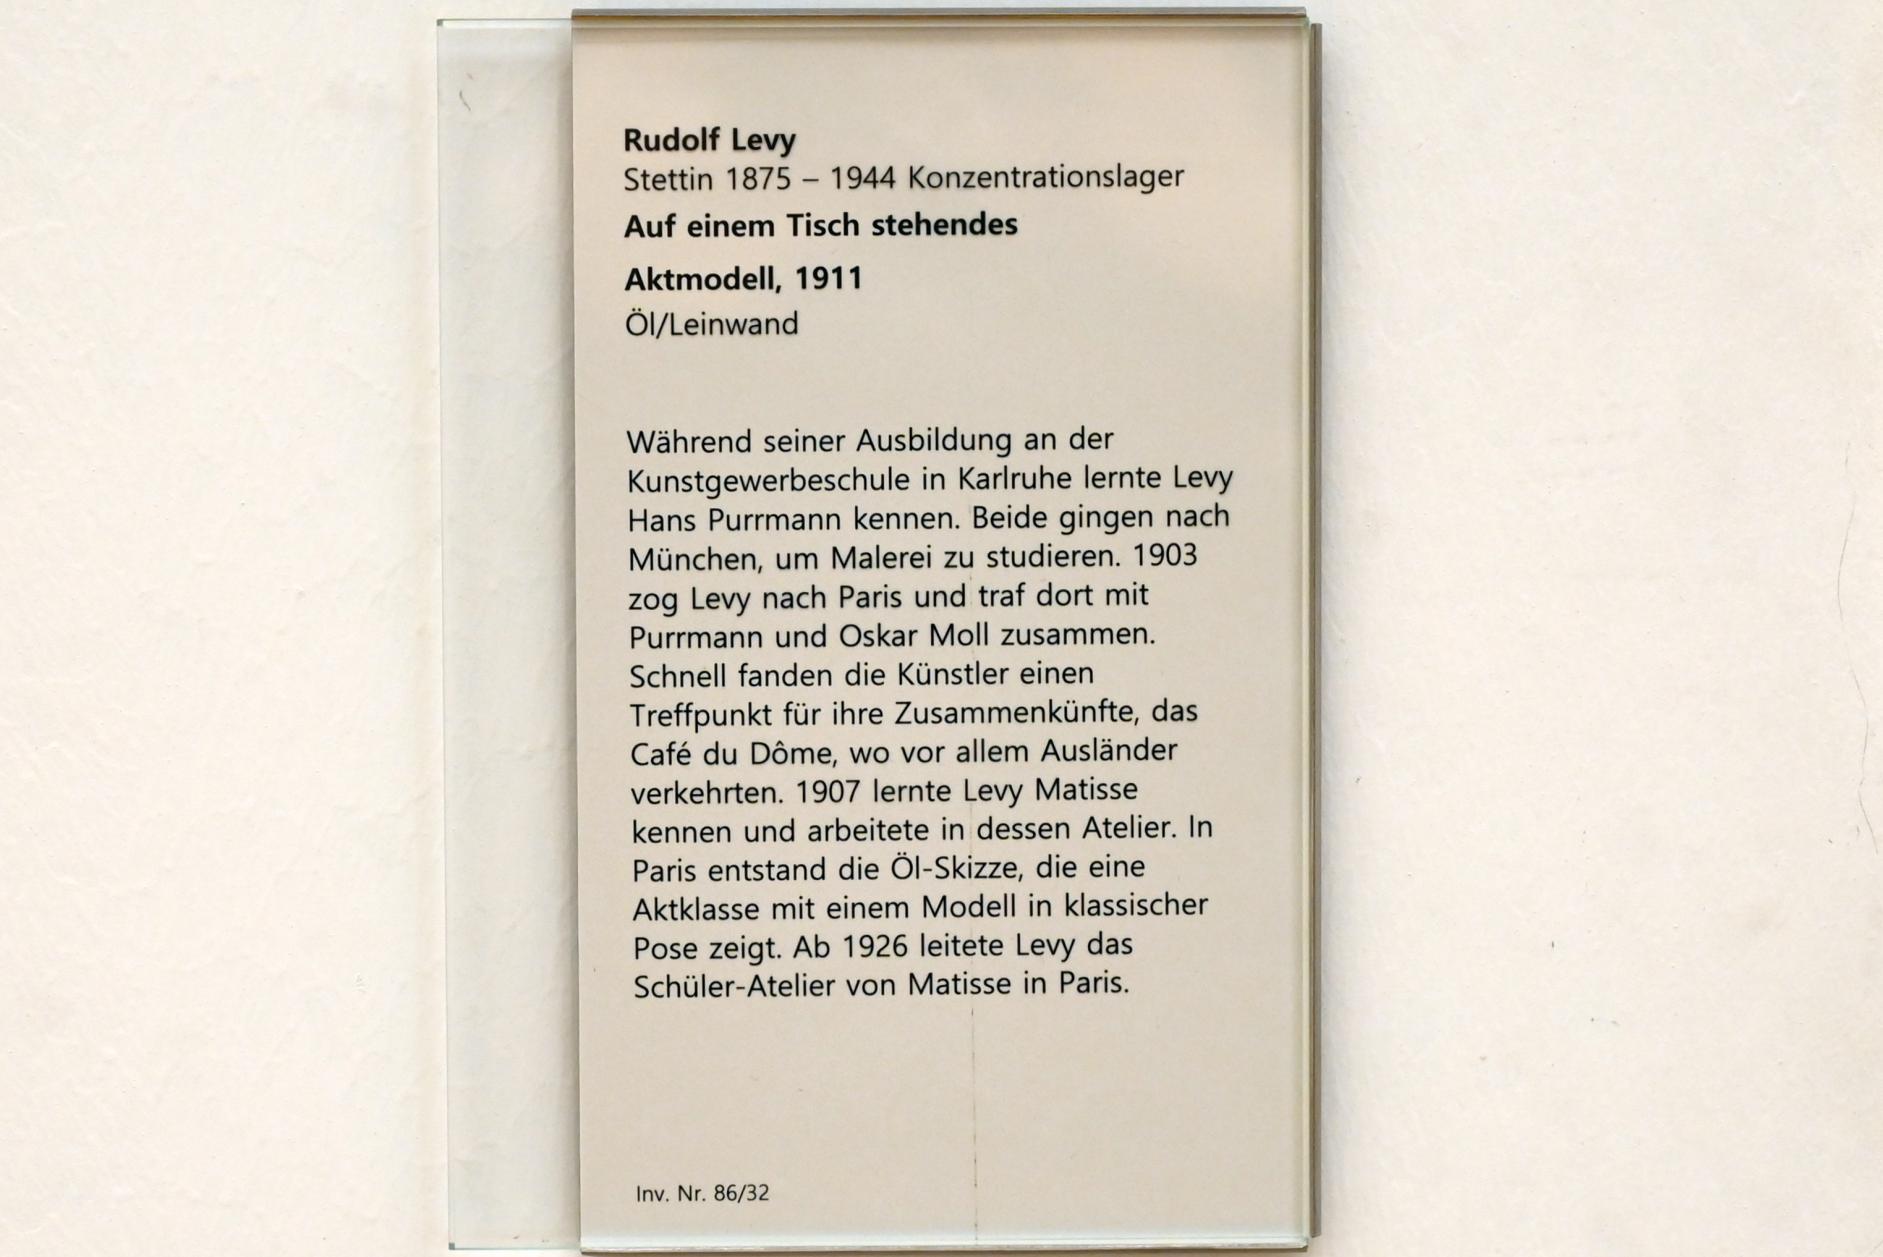 Rudolf Levy
Stettin 1875 – 1944 Konzentrationslager
Auf einem Tisch stehendes
Aktmodell, 1911
Öl/Leinwand
Während seiner Ausbildung an der
Kunstgewerbeschule in Karlruhe lernte Levy
Hans Purrmann kennen. Beide gingen nach
München, um Malerei zu studieren. 1903
zog Levy nach Paris und traf dort mit
Purrmann und Oskar Moll zusammen.
Schnell fanden die Künstler einen
Treffpunkt für ihre Zusammenkünfte, das
Café du Dôme, wo vor allem Ausländer
verkehrten. 1907 lernte Levy Matisse
kennen und arbeitete in dessen Atelier. In
Paris entstand die Öl-Skizze, die eine
Aktklasse mit einem Modell in klassischer
Pose zeigt. Ab 1926 leitete Levy das
Schüler-Atelier von Matisse in Paris.
Inv. Nr. 86/32